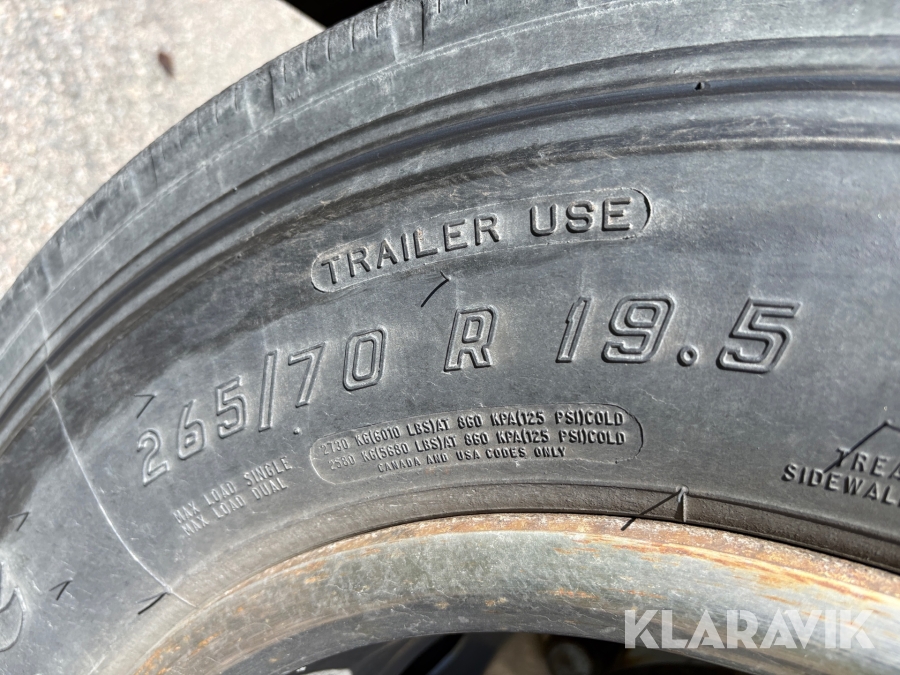 TRAILER USE
265/70 R 19.5
MAX LOAD SINGLE 2730 KG(6010 LBS)AT 860 KPA(125 PSI)COLD
MAX LOAD DUAL 2580 KG(5680 LBS)AT 860 KPA(125 PSI)COLD
CANADA AND USA CODES ONLY
TREA
SIDEWAL
KLARAVIK